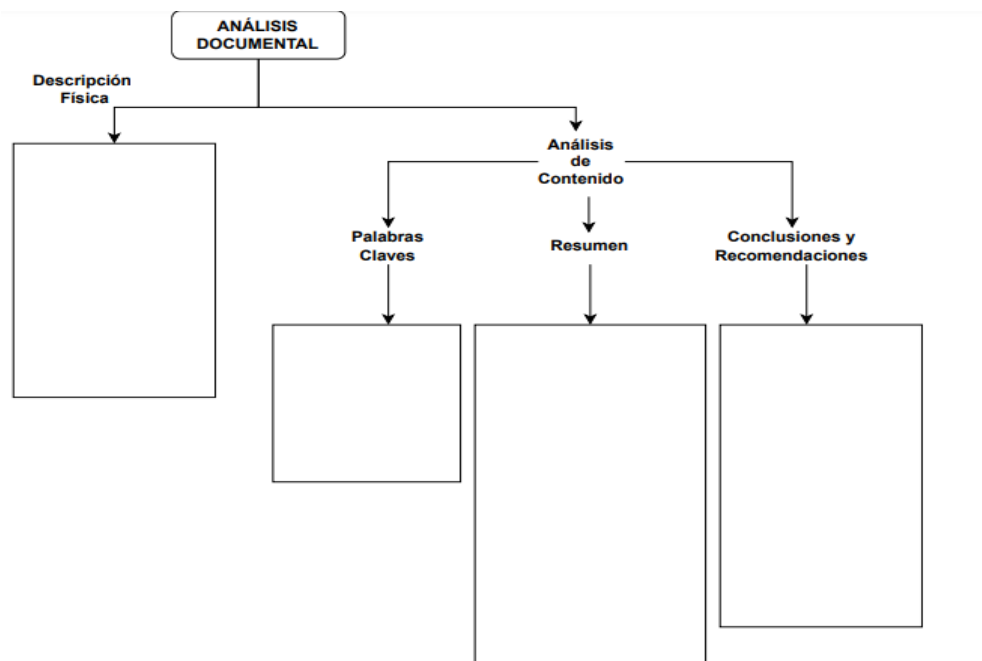 ANÁLISIS
DOCUMENTAL
Descripción
Física
Análisis
de
Contenido
Palabras
Claves
Resumen
Conclusiones y
Recomendaciones